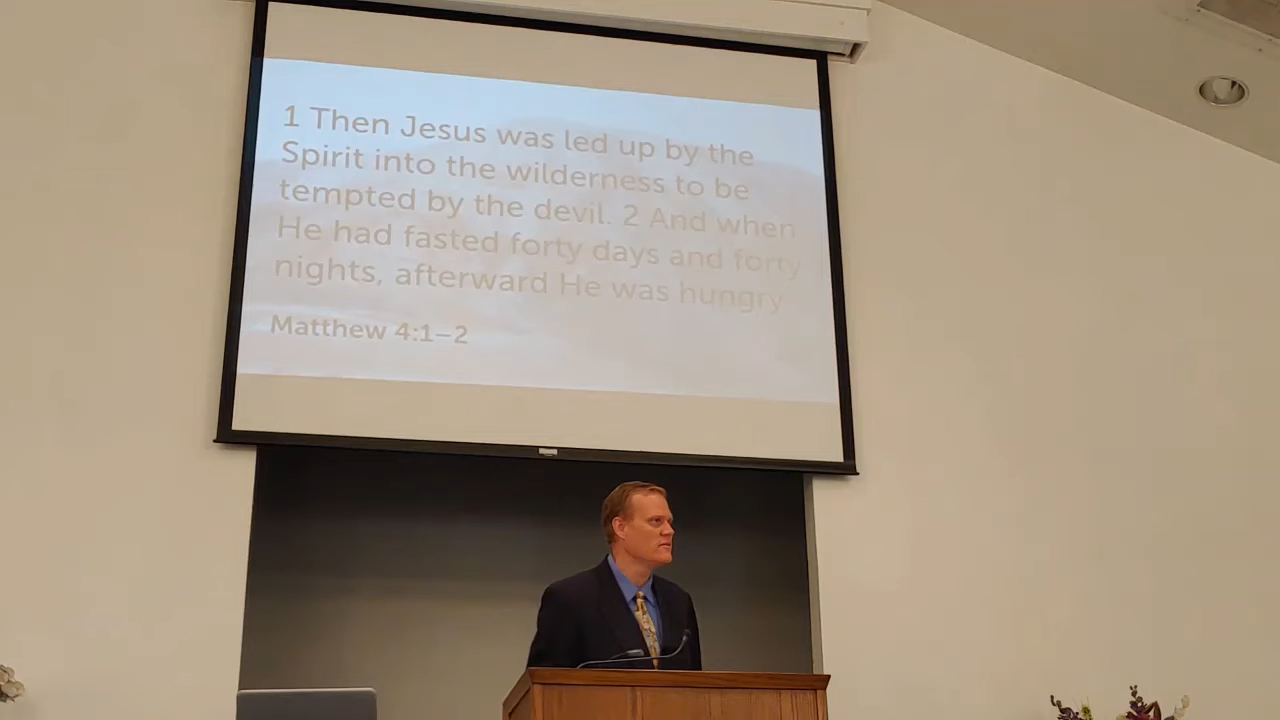 1 Then Jesus was led up by the
Spirit into the wilderness to be
tempted by the devil. 2 And when
He had fasted forty days and forty
nights, afterward He was hungry
Matthew 4:1–2